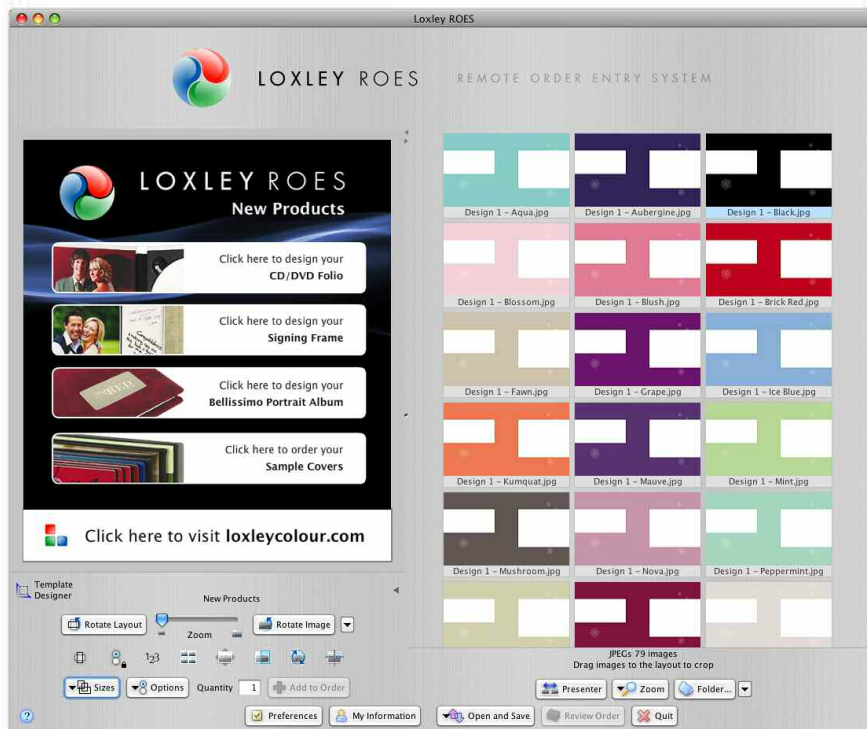 Loxley ROES
LOXLEY ROES
REMOTE ORDER ENTRY SYSTEM
LOXLEY ROES
New Products
Click here to design your
CD/DVD Folio
Click here to design your
Signing Frame
Click here to design your
Bellissimo Portrait Album
Click here to order your
Sample Covers
Click here to visit loxleycolour.com
Design 1 - Aqua.jpg
Design 1 - Aubergine.jpg
Design 1 - Black.jpg
Design 1 - Blossom.jpg
Design 1 - Blush.jpg
Design 1 - Brick Red.jpg
Design 1 - Fawn.jpg
Design 1 - Grape.jpg
Design 1 - Ice Blue.jpg
Design 1 - Kumquat.jpg
Design 1 - Mauve.jpg
Design 1 - Mint.jpg
Design 1 - Mushroom.jpg
Design 1 - Nova.jpg
Design 1 - Peppermint.jpg
Template
Designer
New Products
Rotate Layout
Zoom
Rotate Image
123
Sizes
Options
Quantity
1
Add to Order
JPEGs 79 images
Drag images to the layout to crop
Presenter
Zoom
Folder...
?
Preferences
My Information
Open and Save
Review Order
Quit